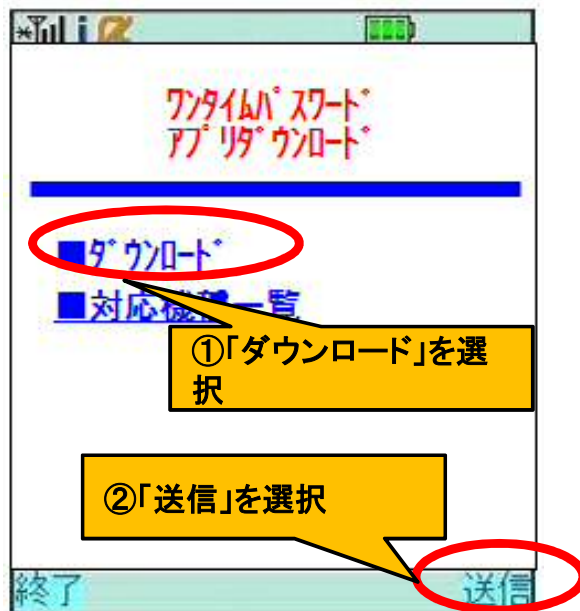 ﾜﾝﾀｲﾑﾊﾟｽﾜｰﾄﾞ
ｱﾌﾟﾘﾀﾞｳﾝﾛｰﾄﾞ
■ﾀﾞｳﾝﾛｰﾄﾞ
■対応機種一覧
①「ダウンロード」を選
択
②「送信」を選択
終了
送信